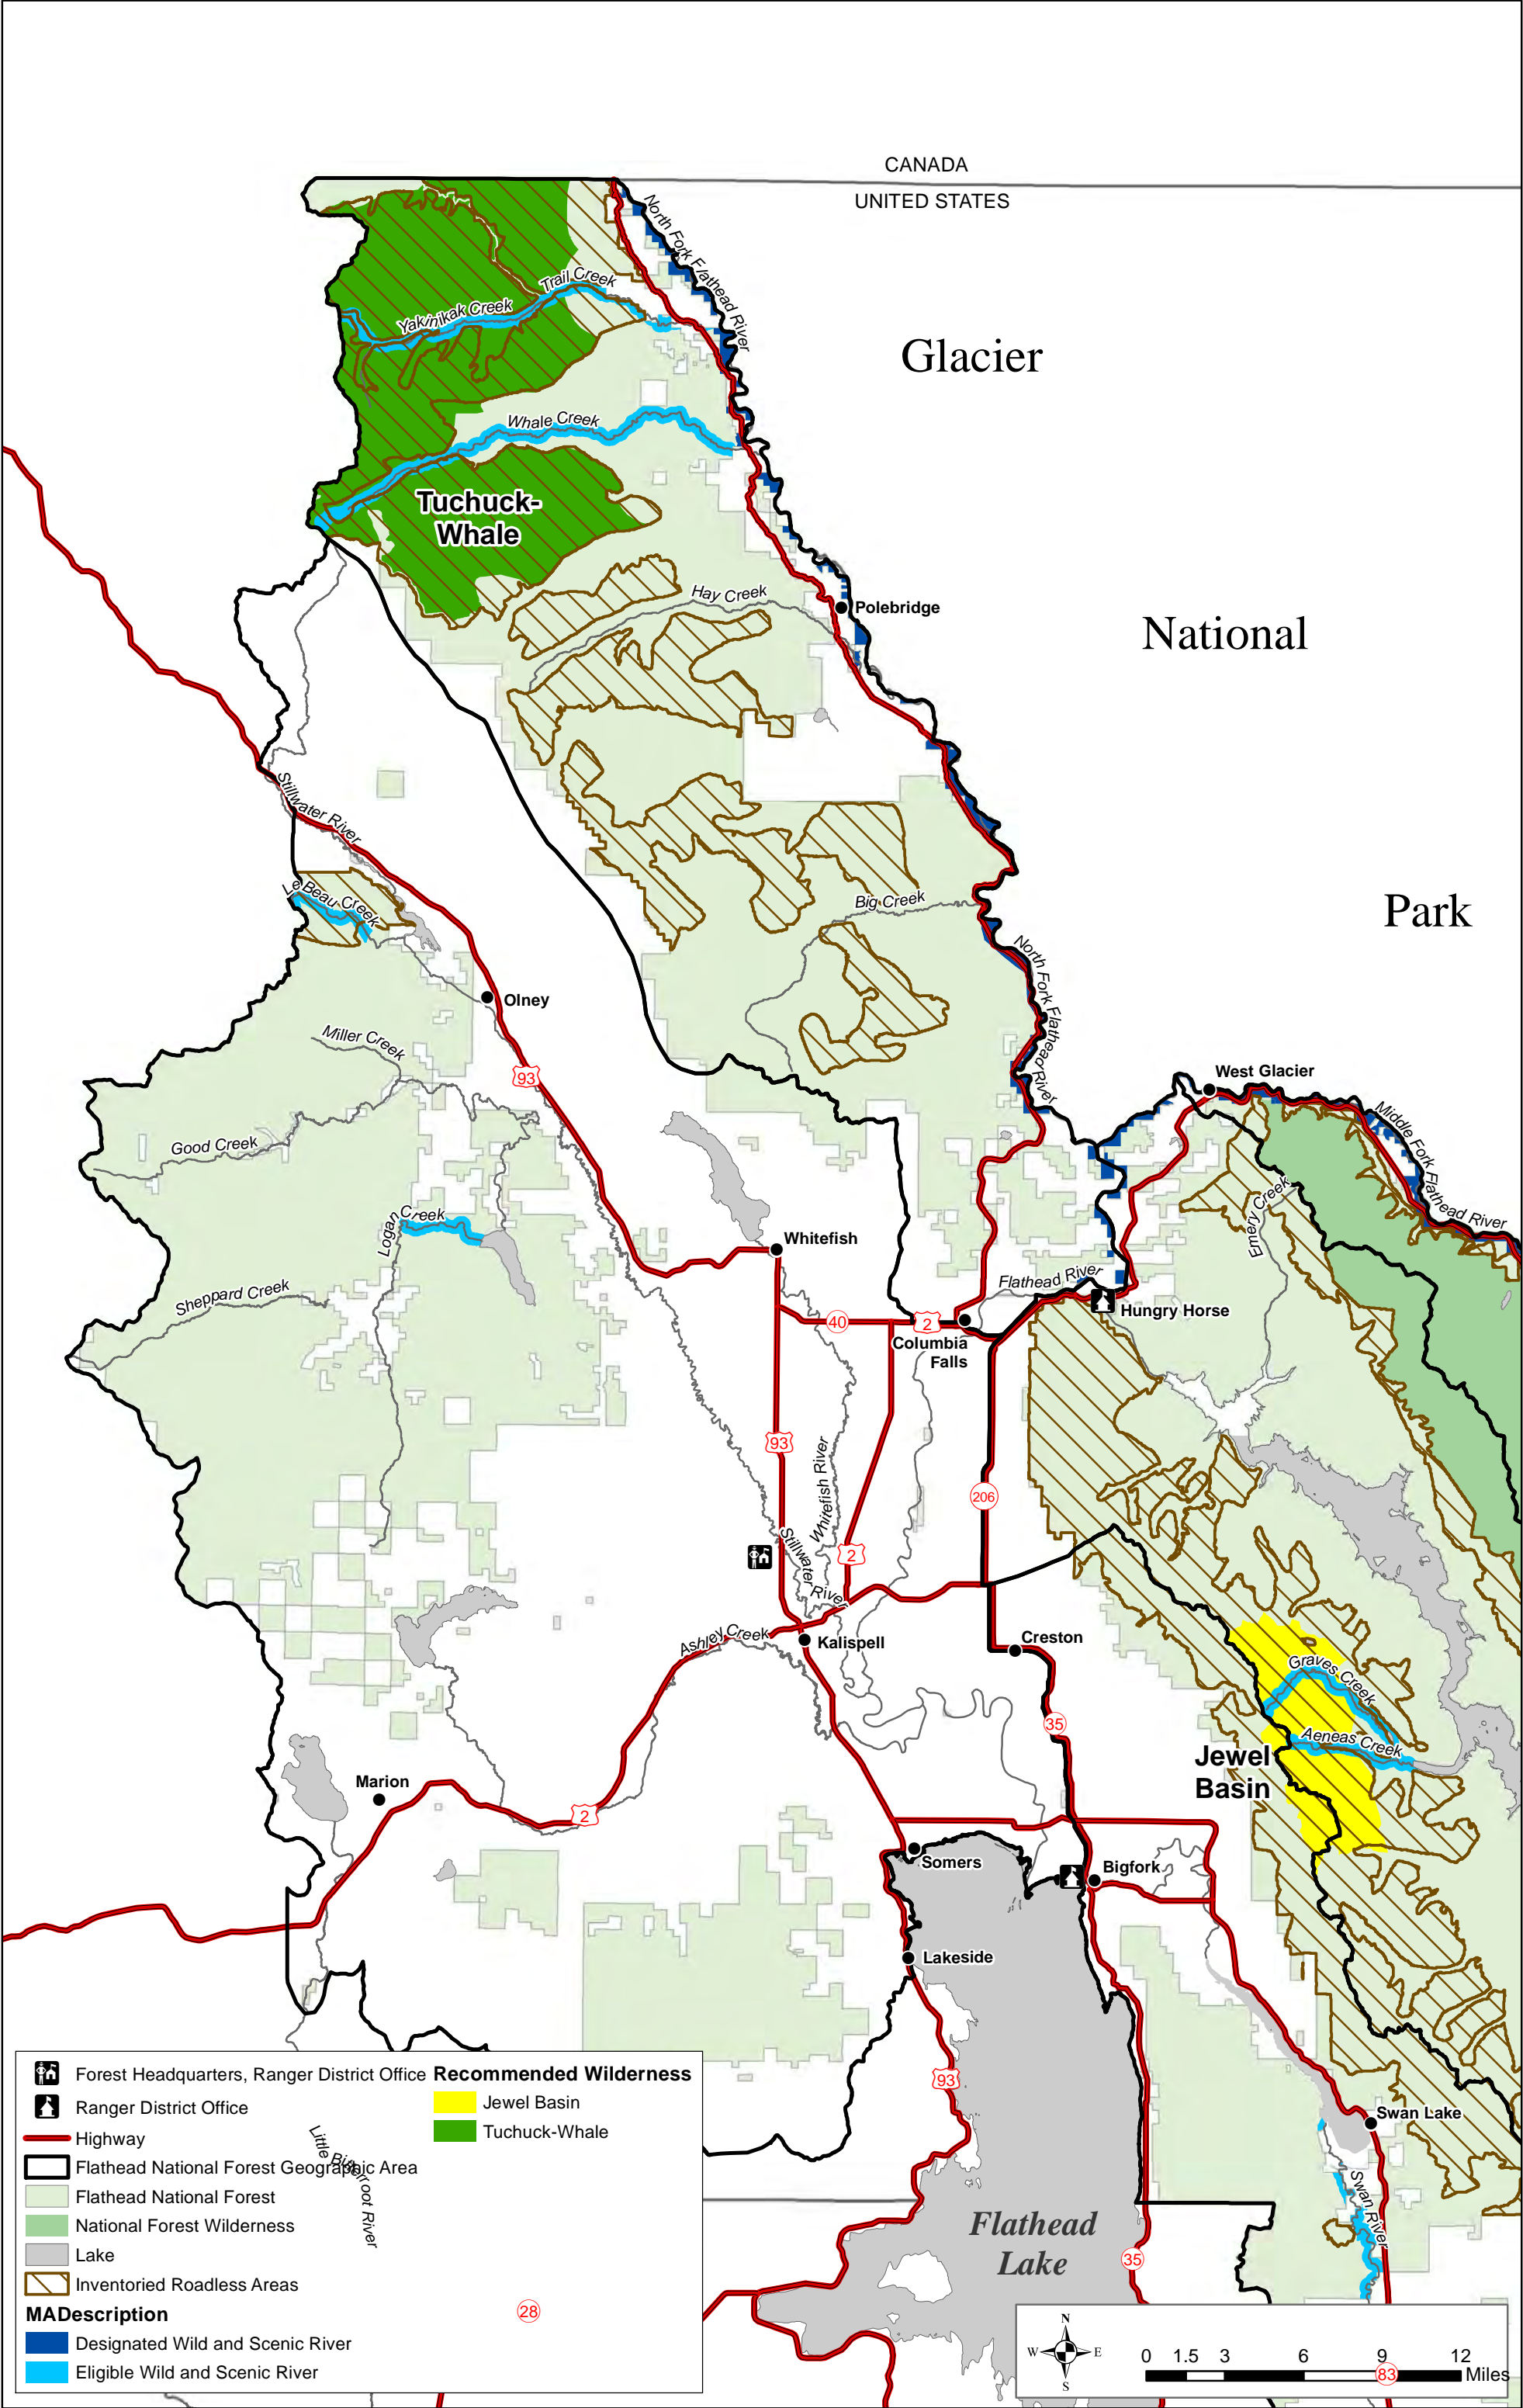 CANADA
UNITED STATES
North Fork Flathead River
Trail Creek
Yakinikak Creek
Glacier
Whale Creek
Tuchuck-
Whale
Hay Creek
Polebridge
National
Stillwater River
Le Beau Creek
Big Creek
Park
North Fork Flathead River
Olney
Miller Creek
93
West Glacier
Middle Fork Flathead River
Good Creek
Emery Creek
Logan Creek
Whitefish
Sheppard Creek
Flathead River
Hungry Horse
40
2
Columbia
Falls
93
Whitefish River
206
Stillwater River
2
Ashley Creek
Kalispell
Creston
Graves Creek
35
Aeneas Creek
Jewel
Basin
Marion
2
Somers
Bigfork
Lakeside
93
Swan Lake
Swan River
Flathead
Lake
35
Forest Headquarters, Ranger District Office
Ranger District Office
Highway
Flathead National Forest Geographic Area
Flathead National Forest
National Forest Wilderness
Lake
Inventoried Roadless Areas
MADescription
Designated Wild and Scenic River
Eligible Wild and Scenic River
Recommended Wilderness
Jewel Basin
Tuchuck-Whale
Little Bitterroot River
28
N
W E
S
0 1.5 3 6 9 12
83
Miles